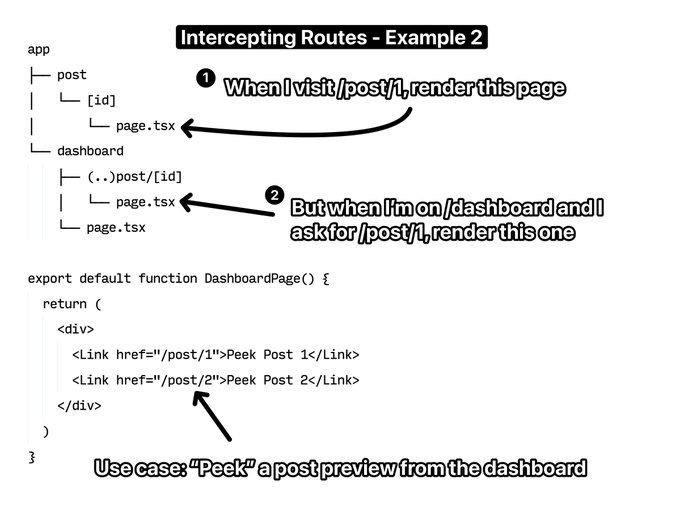 Intercepting Routes - Example 2
app
├── post
1 When I visit /post/1, render this page
│   └── [id]
│       └── page.tsx
└── dashboard
    ├── (..)post/[id]
    │   └── page.tsx
2 But when I'm on /dashboard and I
ask for /post/1, render this one
    └── page.tsx
export default function DashboardPage() {
  return (
    <div>
      <Link href="/post/1">Peek Post 1</Link>
      <Link href="/post/2">Peek Post 2</Link>
    </div>
  )
}
Use case: “Peek” a post preview from the dashboard